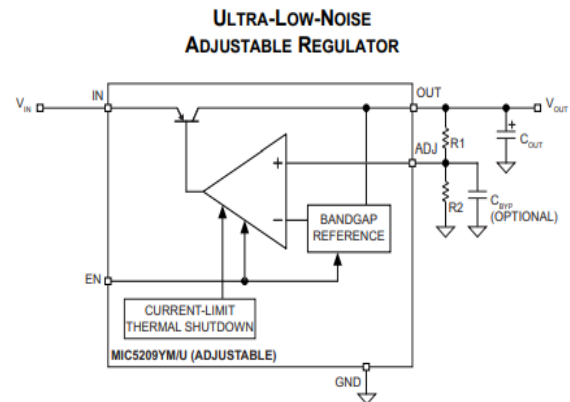 ULTRA-LOW-NOISE
ADJUSTABLE REGULATOR
VIN
IN
OUT
VOUT
R1
COUT
ADJ
+
+
R2
CBYP
(OPTIONAL)
–
BANDGAP
REFERENCE
EN
CURRENT-LIMIT
THERMAL SHUTDOWN
MIC5209YM/U (ADJUSTABLE)
GND